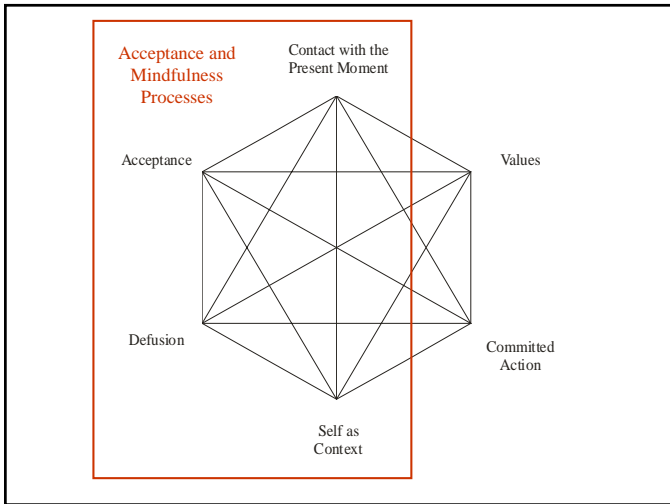 Acceptance and
Mindfulness
Processes
Contact with the
Present Moment
Acceptance
Values
Defusion
Committed
Action
Self as
Context